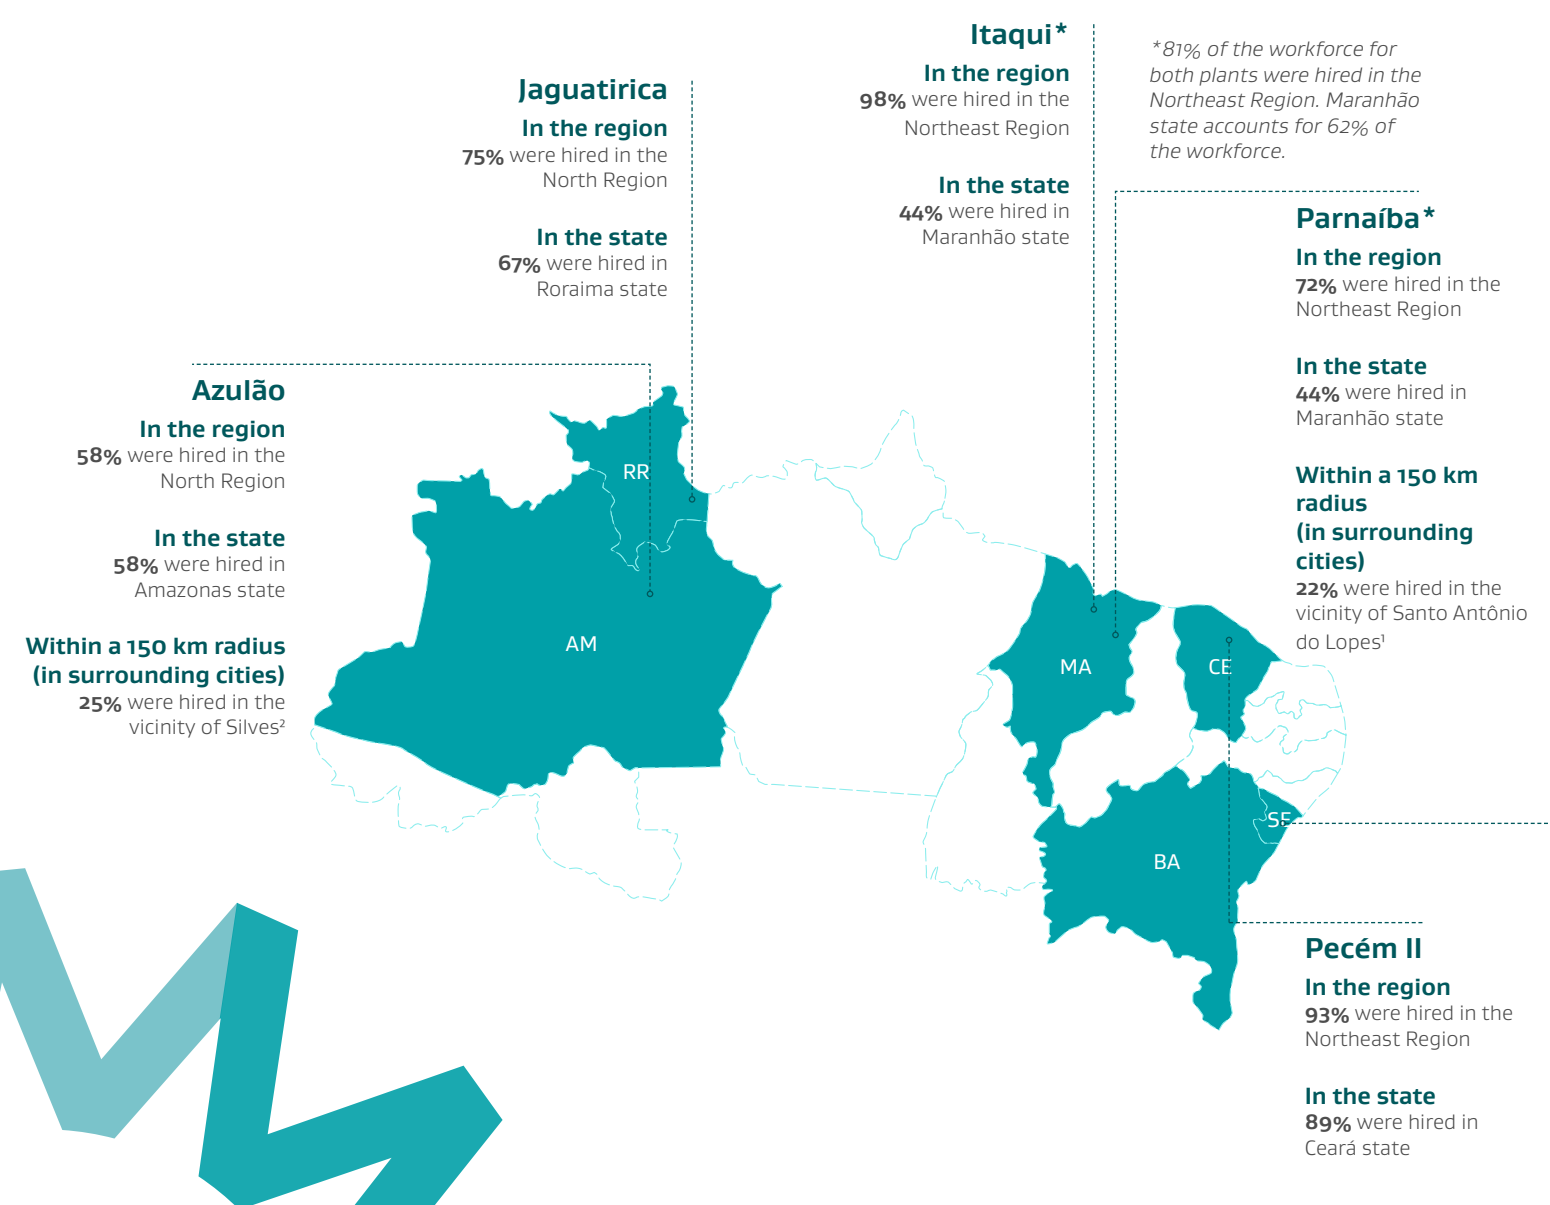 Itaqui*
In the region
98% were hired in the
Northeast Region
In the state
44% were hired in
Maranhão state
*81% of the workforce for
both plants were hired in the
Northeast Region. Maranhão
state accounts for 62% of
the workforce.
Jaguatirica
In the region
75% were hired in the
North Region
In the state
67% were hired in
Roraima state
Parnaíba*
In the region
72% were hired in the
Northeast Region
In the state
44% were hired in
Maranhão state
Within a 150 km
radius
(in surrounding
cities)
22% were hired in the
vicinity of Santo Antônio
do Lopes¹
Azulão
In the region
58% were hired in the
North Region
In the state
58% were hired in
Amazonas state
Within a 150 km radius
(in surrounding cities)
25% were hired in the
vicinity of Silves²
RR
AM
MA
CE
SE
BA
Pecém II
In the region
93% were hired in the
Northeast Region
In the state
89% were hired in
Ceará state